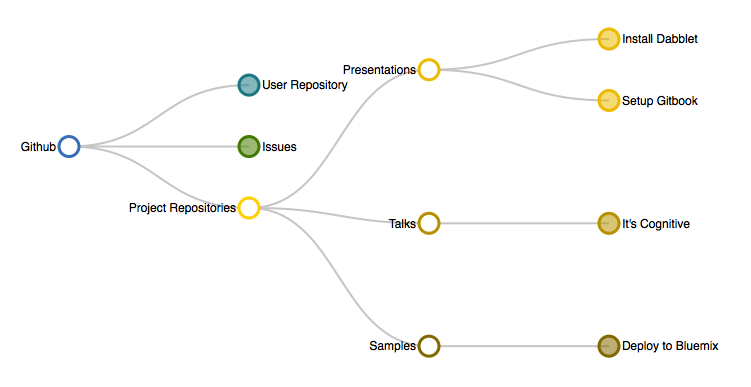 Github
User Repository
Issues
Project Repositories
Presentations
Install Dabblet
Setup Gitbook
Talks
It's Cognitive
Samples
Deploy to Bluemix